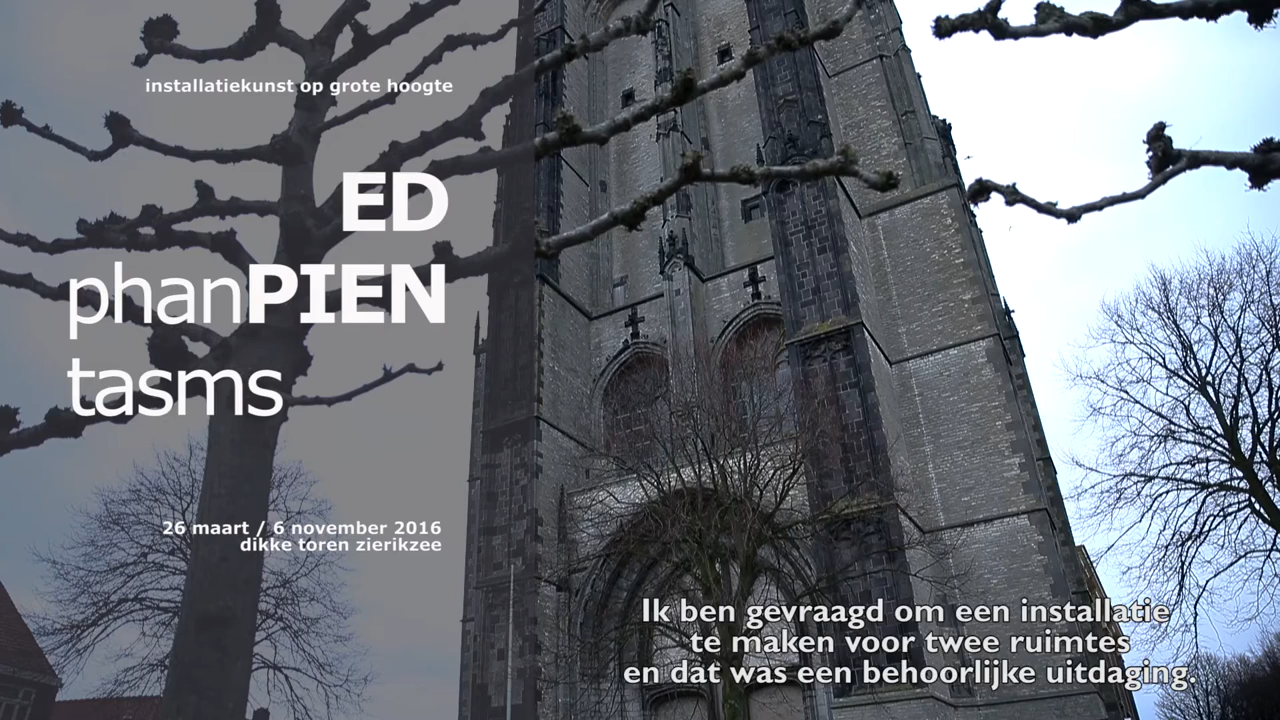 installatiekunst op grote hoogte
ED
phanPIEN
tasms
26 maart / 6 november 2016
dikke toren zierikzee
Ik ben gevraagd om een installatie
te maken voor twee ruimtes
en dat was een behoorlijke uitdaging.